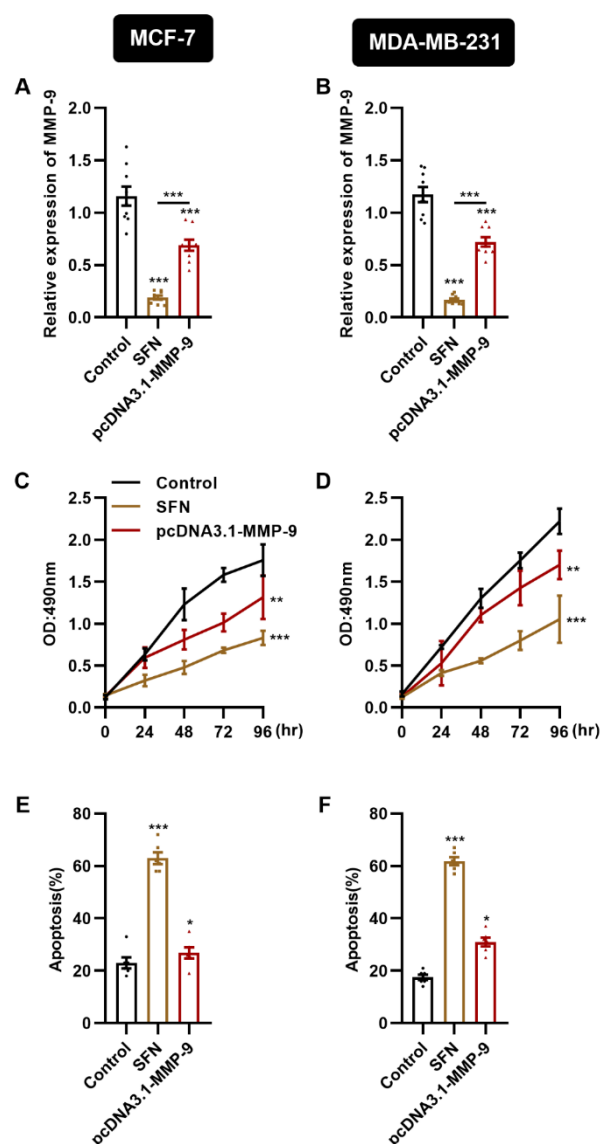 MCF-7
MDA-MB-231
A
Relative expression of MMP-9
2.0
1.5
1.0
0.5
0.0
***
***
***
Control
SFN
pcDNA3.1-MMP-9
B
Relative expression of MMP-9
2.0
1.5
1.0
0.5
0.0
***
***
***
Control
SFN
pcDNA3.1-MMP-9
C
Control
SFN
pcDNA3.1-MMP-9
OD:490nm
2.5
2.0
1.5
1.0
0.5
0.0
**
***
0 24 48 72 96 (hr)
D
OD:490nm
2.5
2.0
1.5
1.0
0.5
0.0
**
***
0 24 48 72 96 (hr)
E
Apoptosis(%)
80
60
40
20
0
***
*
Control
SFN
pcDNA3.1-MMP-9
F
Apoptosis(%)
80
60
40
20
0
***
*
Control
SFN
pcDNA3.1-MMP-9